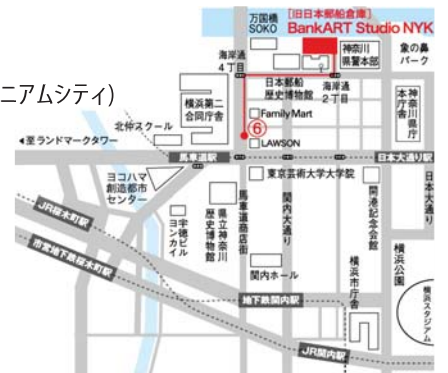 万国橋
SOKO
[旧日本郵船倉庫]
BankART Studio NYK
海岸通
4丁目
神奈川
県警本部
象の鼻
パーク
ニアムシティ)
日本郵船
歴史博物館
海岸通
2丁目
横浜第二
合同庁舎
FamilyMart
⑥
LAWSON
神奈川県庁
本庁舎
北仲スクール
◀至ランドマークタワー
馬車道駅
日本大通り駅
ヨコハマ
創造都市
センター
東京芸術大学大学院
JR桜木町駅
市営地下鉄桜木町駅
宇徳ビル
ヨンカイ
県立神奈川
歴史博物館
馬車道商店街
関内大通り
開港記念会館
日本大通り
関内ホール
横浜市庁舎
横浜公園
横浜スタジアム
地下鉄関内駅
JR関内駅